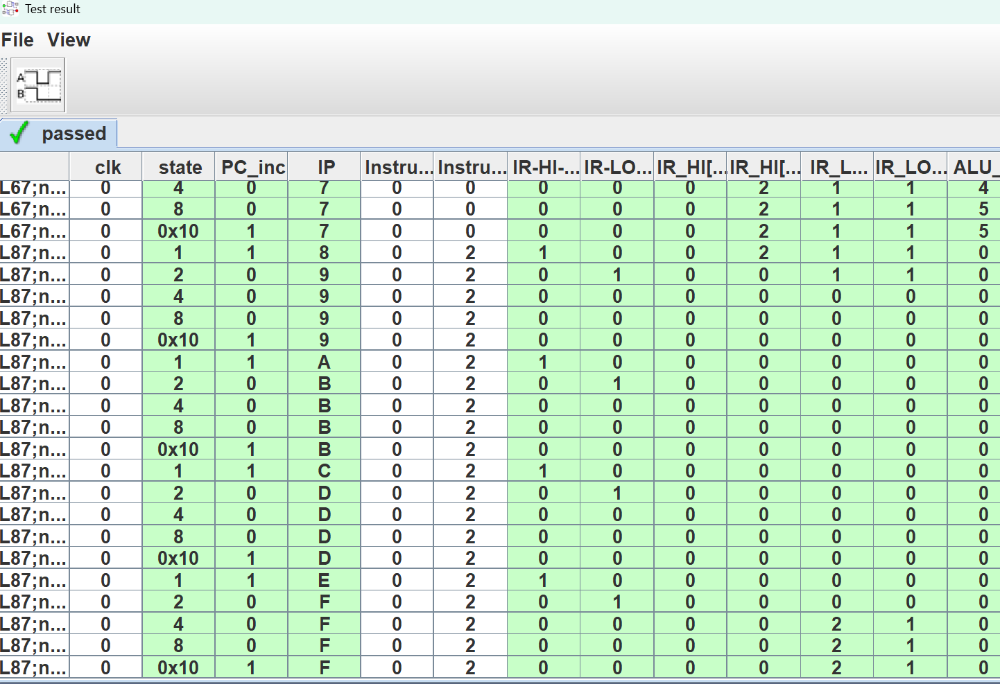 Test result
File View
A
B
passed
clk state PC_inc IP Instru... Instru... IR-HI-... IR-LO... IR_HI[... IR_HI[... IR_L... IR_LO... ALU_
L67;n... 0 4 0 7 0 0 0 0 0 2 1 1 4
L67;n... 0 8 0 7 0 0 0 0 0 2 1 1 5
L67;n... 0 0x10 1 7 0 0 0 0 0 2 1 1 5
L87;n... 0 1 1 8 0 2 1 0 0 2 1 1 0
L87;n... 0 2 0 9 0 2 0 1 0 0 1 1 0
L87;n... 0 4 0 9 0 2 0 0 0 0 0 0 0
L87;n... 0 8 0 9 0 2 0 0 0 0 0 0 0
L87;n... 0 0x10 1 9 0 2 0 0 0 0 0 0 0
L87;n... 0 1 1 A 0 2 1 0 0 0 0 0 0
L87;n... 0 2 0 B 0 2 0 1 0 0 0 0 0
L87;n... 0 4 0 B 0 2 0 0 0 0 0 0 0
L87;n... 0 8 0 B 0 2 0 0 0 0 0 0 0
L87;n... 0 0x10 1 B 0 2 0 0 0 0 0 0 0
L87;n... 0 1 1 C 0 2 1 0 0 0 0 0 0
L87;n... 0 2 0 D 0 2 0 1 0 0 0 0 0
L87;n... 0 4 0 D 0 2 0 0 0 0 0 0 0
L87;n... 0 8 0 D 0 2 0 0 0 0 0 0 0
L87;n... 0 0x10 1 D 0 2 0 0 0 0 0 0 0
L87;n... 0 1 1 E 0 2 1 0 0 0 0 0 0
L87;n... 0 2 0 F 0 2 0 1 0 0 0 0 0
L87;n... 0 4 0 F 0 2 0 0 0 0 2 1 0
L87;n... 0 8 0 F 0 2 0 0 0 0 2 1 0
L87;n... 0 0x10 1 F 0 2 0 0 0 0 2 1 0